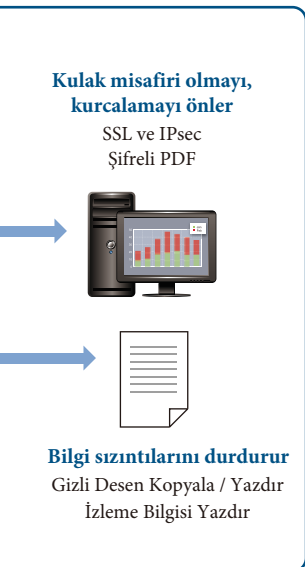 Kulak misafiri olmayı,
kurcalamayı önler
SSL ve IPsec
Şifreli PDF
Bilgi sızıntılarını durdurur
Gizli Desen Kopyala / Yazdır
İzleme Bilgisi Yazdır